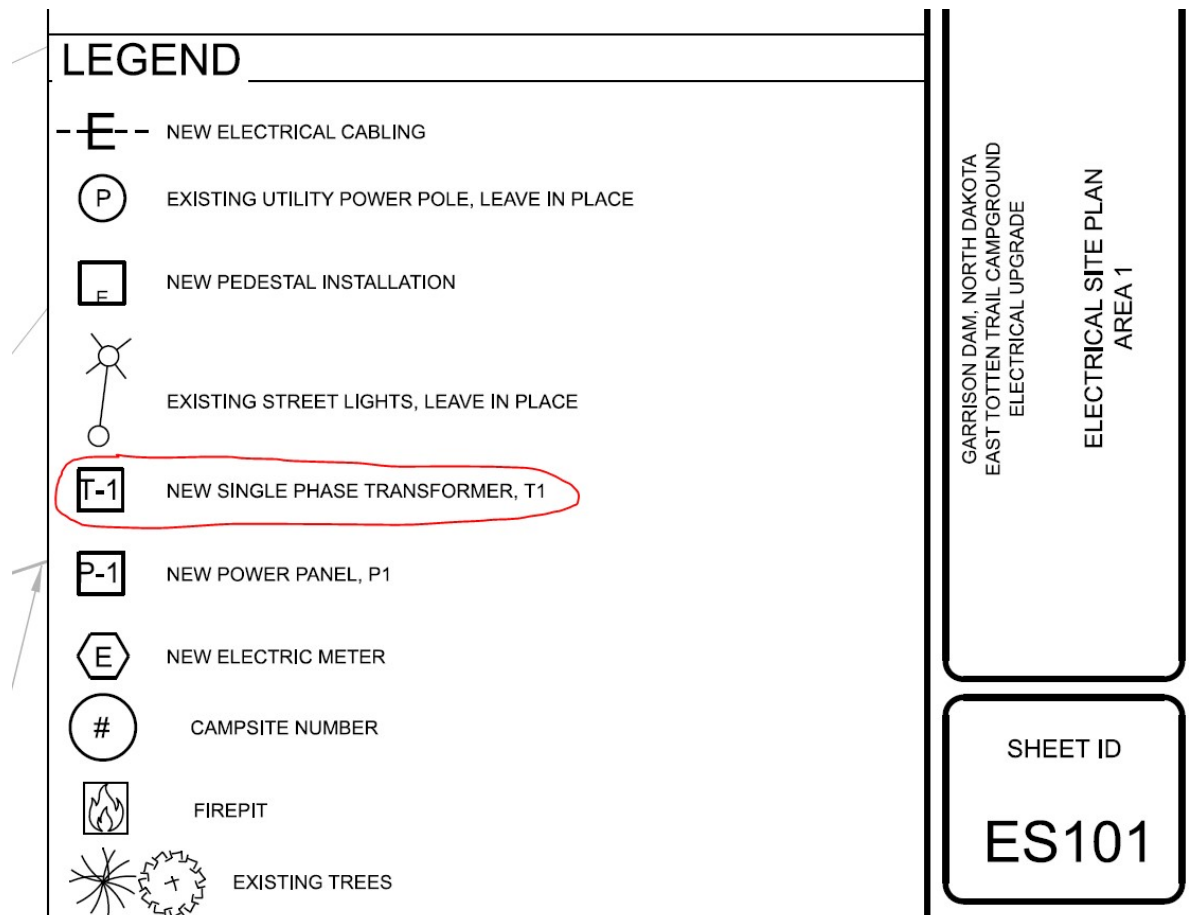 LEGEND
E NEW ELECTRICAL CABLING
P EXISTING UTILITY POWER POLE, LEAVE IN PLACE
E NEW PEDESTAL INSTALLATION
EXISTING STREET LIGHTS, LEAVE IN PLACE
T-1 NEW SINGLE PHASE TRANSFORMER, T1
P-1 NEW POWER PANEL, P1
E NEW ELECTRIC METER
# CAMPSITE NUMBER
FIREPIT
EXISTING TREES
GARRISON DAM, NORTH DAKOTA
EAST TOTTEN TRAIL CAMPGROUND
ELECTRICAL UPGRADE
ELECTRICAL SITE PLAN
AREA 1
SHEET ID
ES101